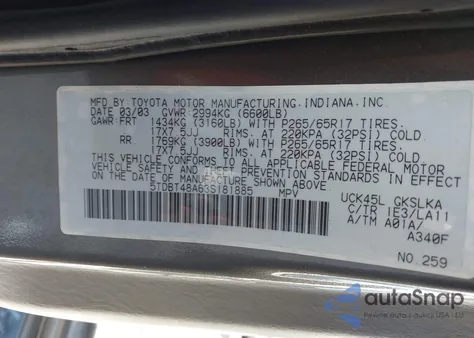 MFD. BY TOYOTA MOTOR MANUFACTURING, INDIANA, INC.
DATE 03/03 GVWR 2994KG (6600LB)
GAWR FRT 1434KG (3160LB) WITH P265/65R17 TIRES.
17X7.5JJ RIMS. AT 220KPA (32PSI) COLD
RR 1769KG (3900LB) WITH P265/65R17 TIRES.
17X7.5JJ RIMS. AT 220KPA (32PSI) COLD
THIS VEHICLE CONFORMS TO ALL APPLICABLE FEDERAL MOTOR
VEHICLE SAFETY AND THEFT PREVENTION STANDARDS IN EFFECT
ON THE DATE OF MANUFACTURE SHOWN ABOVE.
5TDBT48A63S181865 MPV
UCK45L GKSLKA
C/TR 1E3/LA11
A/TM A01A/
A340F
NO. 259
autoSnap